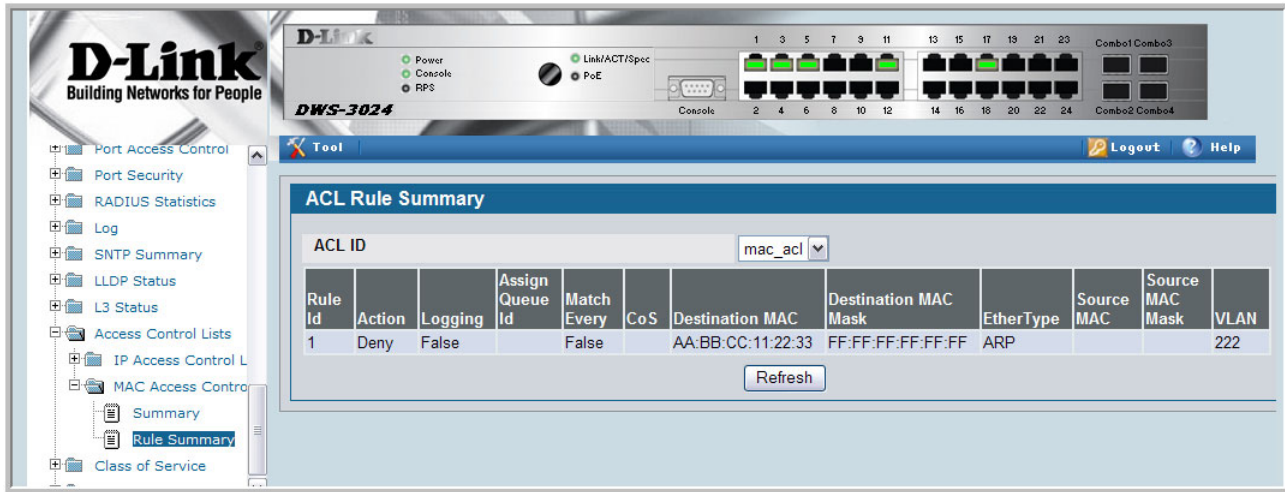 D-Link
Building Networks for People
D-Link
Power
Console
RPS
Link/ACT/Spec
PoE
DWS-3024
Console
1 3 5 7 9 11 13 15 17 19 21 23
2 4 6 8 10 12 14 16 18 20 22 24
Combo1 Combo3
Combo2 Combo4
Tool
Logout
Help
Port Access Control
Port Security
RADIUS Statistics
Log
SNTP Summary
LLDP Status
L3 Status
Access Control Lists
IP Access Control L
MAC Access Contro
Summary
Rule Summary
Class of Service
ACL Rule Summary
ACL ID mac_acl
Rule Id Action Logging Assign Queue Id Match Every CoS Destination MAC Destination MAC Mask EtherType Source MAC Source MAC Mask VLAN
1 Deny False False AA:BB:CC:11:22:33 FF:FF:FF:FF:FF:FF ARP 222
Refresh